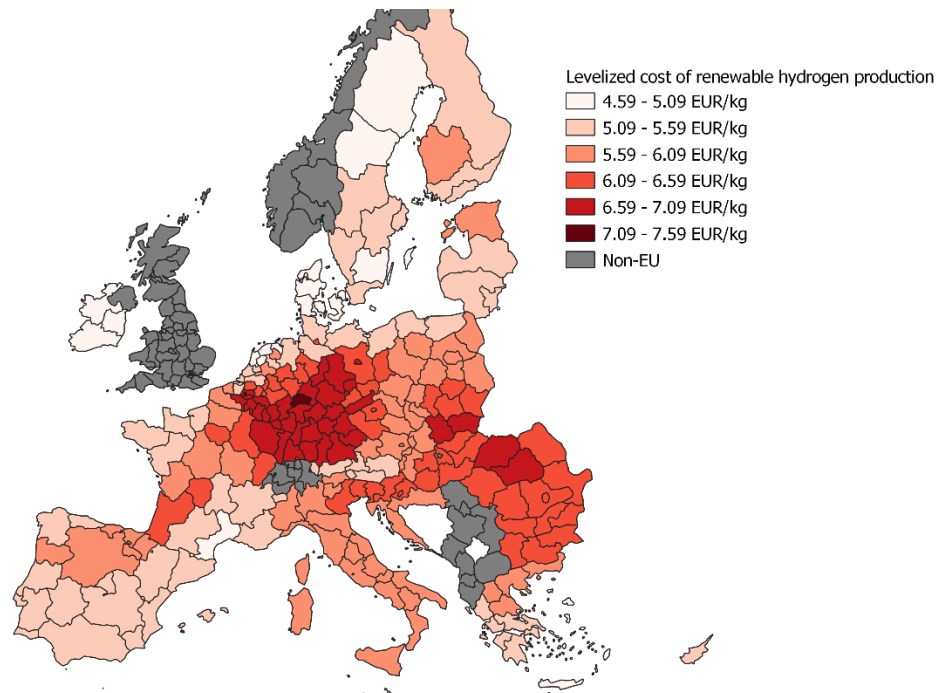 Levelized cost of renewable hydrogen production
4.59 - 5.09 EUR/kg
5.09 - 5.59 EUR/kg
5.59 - 6.09 EUR/kg
6.09 - 6.59 EUR/kg
6.59 - 7.09 EUR/kg
7.09 - 7.59 EUR/kg
Non-EU